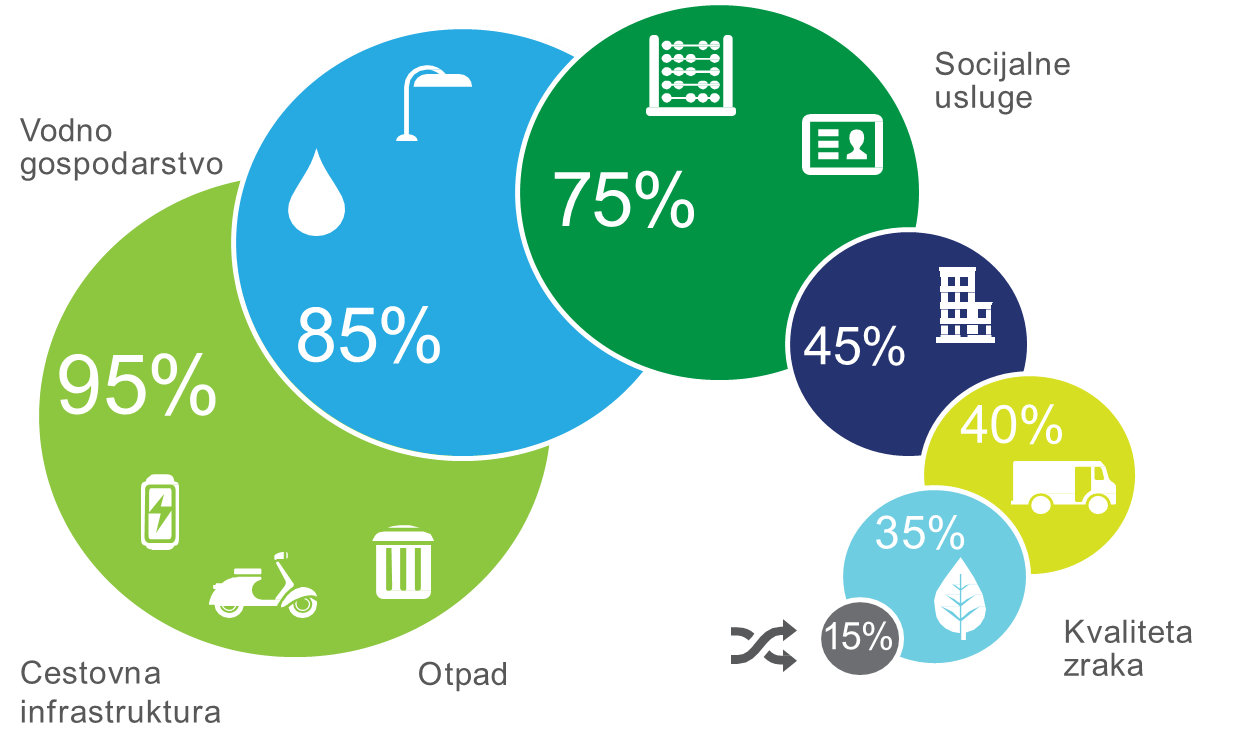 Socijalne
usluge
Vodno
gospodarstvo
75%
85%
45%
95%
40%
35%
15%
Kvaliteta
zraka
Cestovna
infrastruktura
Otpad